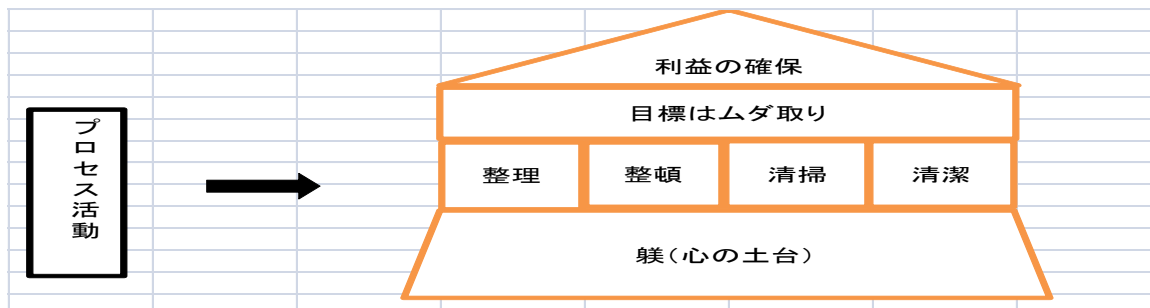 利益の確保
目標はムダ取り
プロセス活動
整理 整頓 清掃 清潔
躾(心の土台)